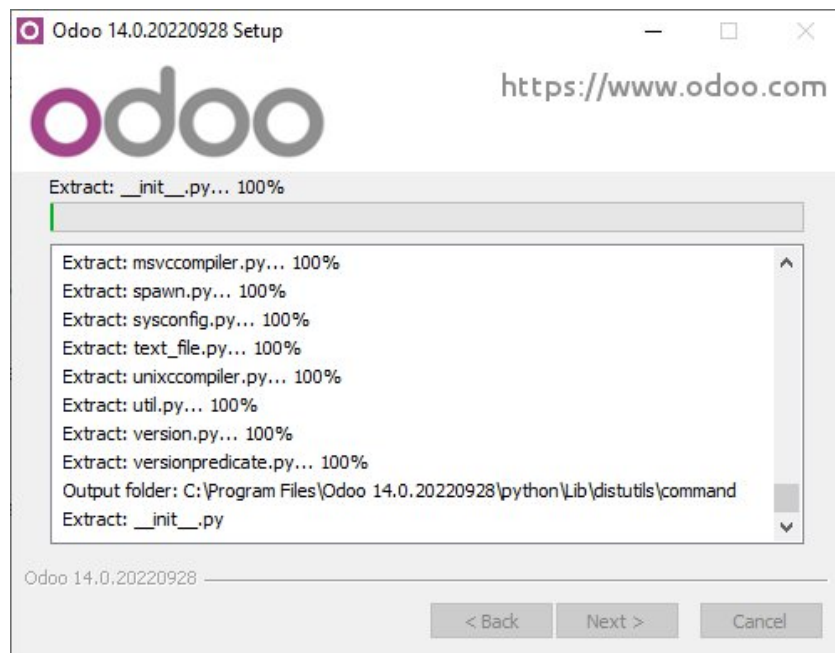 Odoo 14.0.20220928 Setup
odoo
https://www.odoo.com
Extract: __init__.py... 100%
Extract: msvccompiler.py... 100%
Extract: spawn.py... 100%
Extract: sysconfig.py... 100%
Extract: text_file.py... 100%
Extract: unixccompiler.py... 100%
Extract: util.py... 100%
Extract: version.py... 100%
Extract: versionpredicate.py... 100%
Output folder: C:\Program Files\Odoo 14.0.20220928\python\Lib\distutils\command
Extract: __init__.py
Odoo 14.0.20220928
< Back Next > Cancel